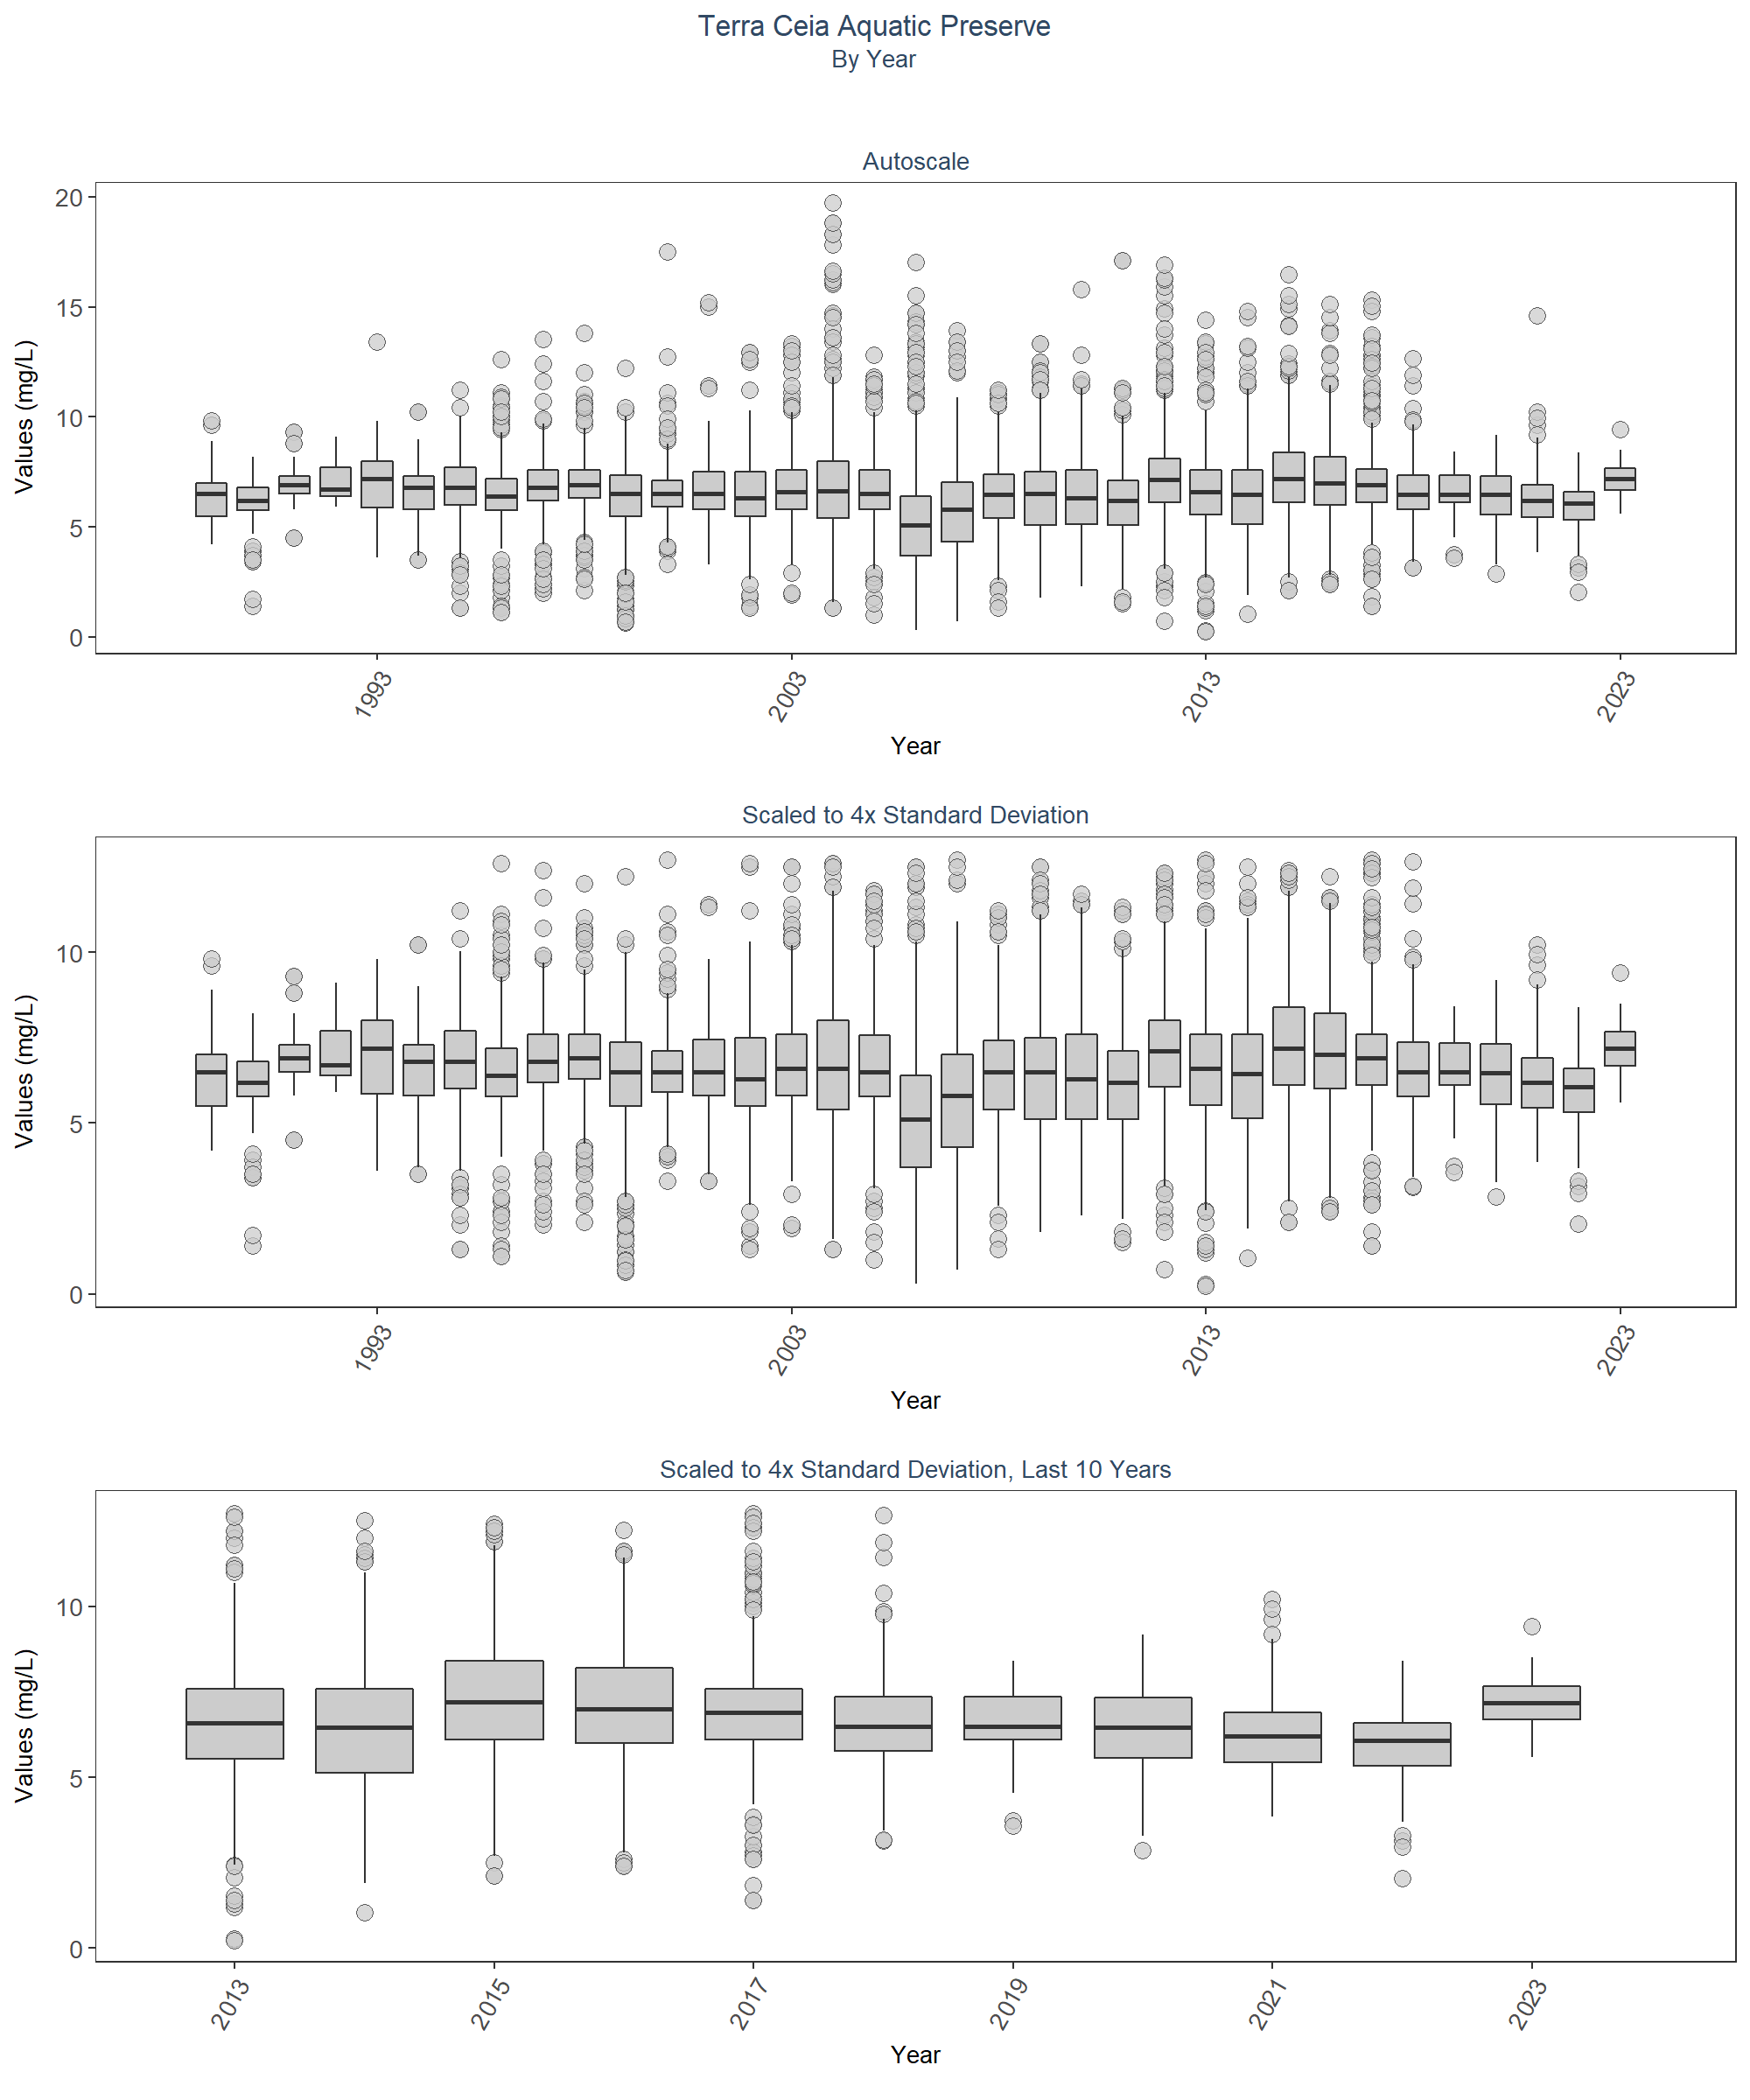 Terra Ceia Aquatic Preserve
By Year
Autoscale
Values (mg/L)
20
15
10
5
0
1993
2003
2013
2023
Year
Scaled to 4x Standard Deviation
Values (mg/L)
10
5
0
1993
2003
2013
2023
Year
Scaled to 4x Standard Deviation, Last 10 Years
Values (mg/L)
10
5
0
2013
2015
2017
2019
2021
2023
Year